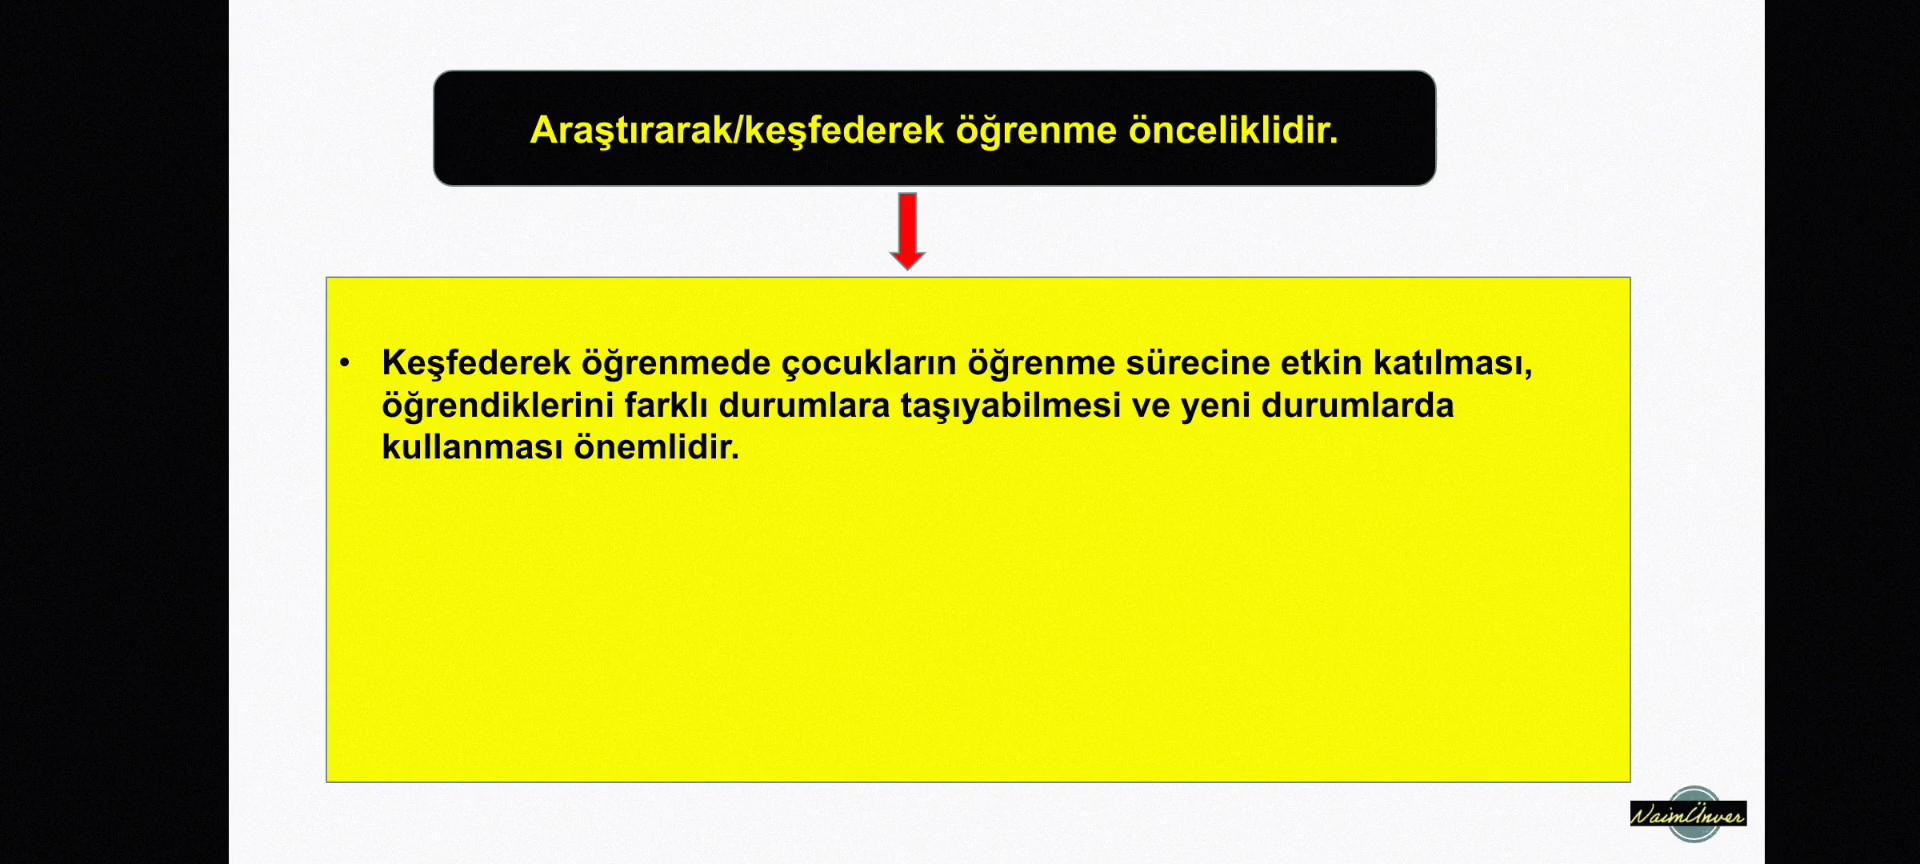 Araştırarak/keşfederek öğrenme önceliklidir.
• Keşfederek öğrenmede çocukların öğrenme sürecine etkin katılması,
öğrendiklerini farklı durumlara taşıyabilmesi ve yeni durumlarda
kullanması önemlidir.
NaimÜnver